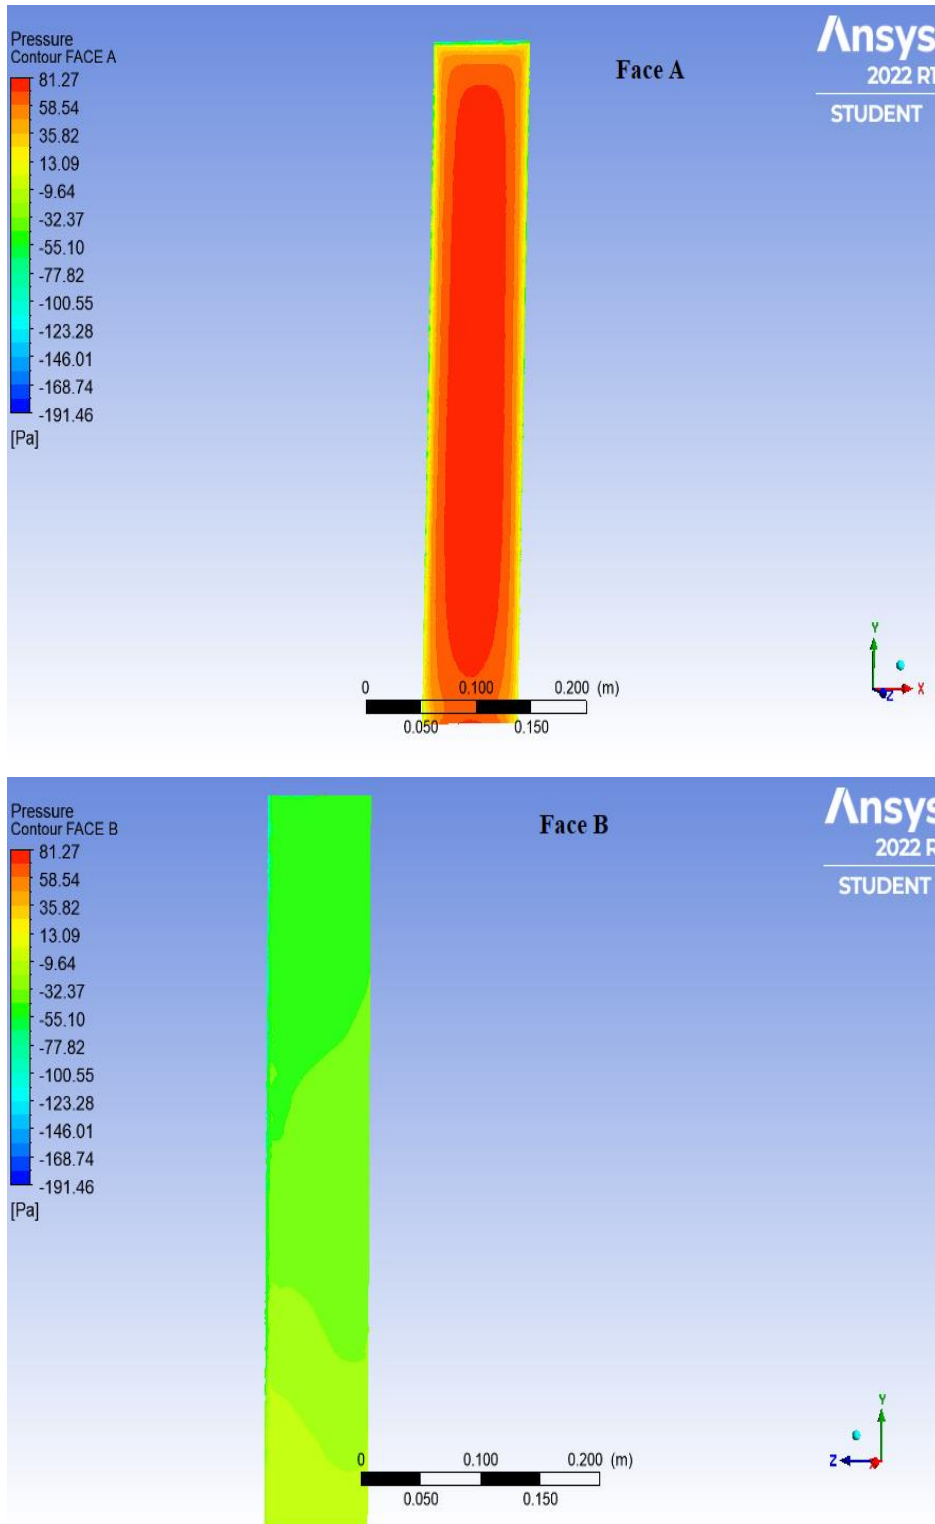 Pressure
Contour FACE A
81.27
58.54
35.82
13.09
-9.64
-32.37
-55.10
-77.82
-100.55
-123.28
-146.01
-168.74
-191.46
[Pa]
Face A
Ansys
2022 R1
STUDENT
0 0.100 0.200 (m)
0.050 0.150
Y
X
Z
Pressure
Contour FACE B
81.27
58.54
35.82
13.09
-9.64
-32.37
-55.10
-77.82
-100.55
-123.28
-146.01
-168.74
-191.46
[Pa]
Face B
Ansys
2022 R
STUDENT
0 0.100 0.200 (m)
0.050 0.150
Y
Z